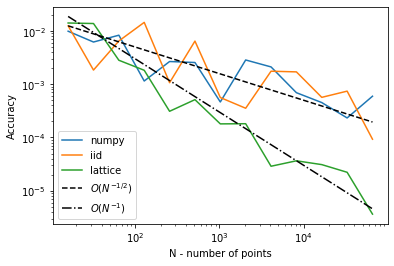 10⁻²
10⁻³
10⁻⁴
10⁻⁵
Accuracy
numpy
iid
lattice
O(N⁻¹/²)
O(N⁻¹)
10²
10³
10⁴
N - number of points